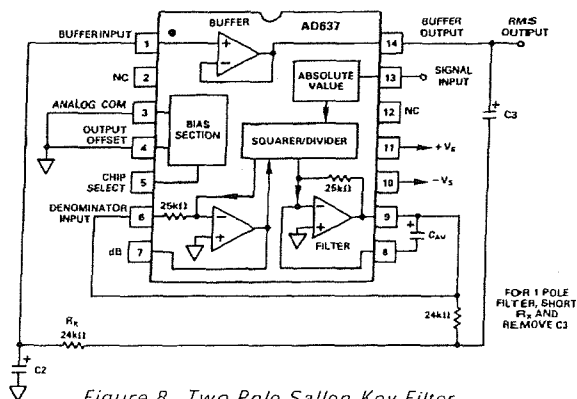 BUFFER
AD637
BUFFER INPUT
1
14
BUFFER OUTPUT
RMS OUTPUT
NC
2
ABSOLUTE VALUE
13
SIGNAL INPUT
ANALOG COM
3
BIAS SECTION
12
NC
C3
OUTPUT OFFSET
4
SQUARER/DIVIDER
11
+VS
CHIP SELECT
5
25kΩ
10
-VS
DENOMINATOR INPUT
6
25kΩ
9
CAV
dB
7
FILTER
8
FOR 1 POLE
FILTER, SHORT
RX AND
REMOVE C3
24kΩ
RX
24kΩ
C2
Figure 8. Two Pole Sallen-Key Filter